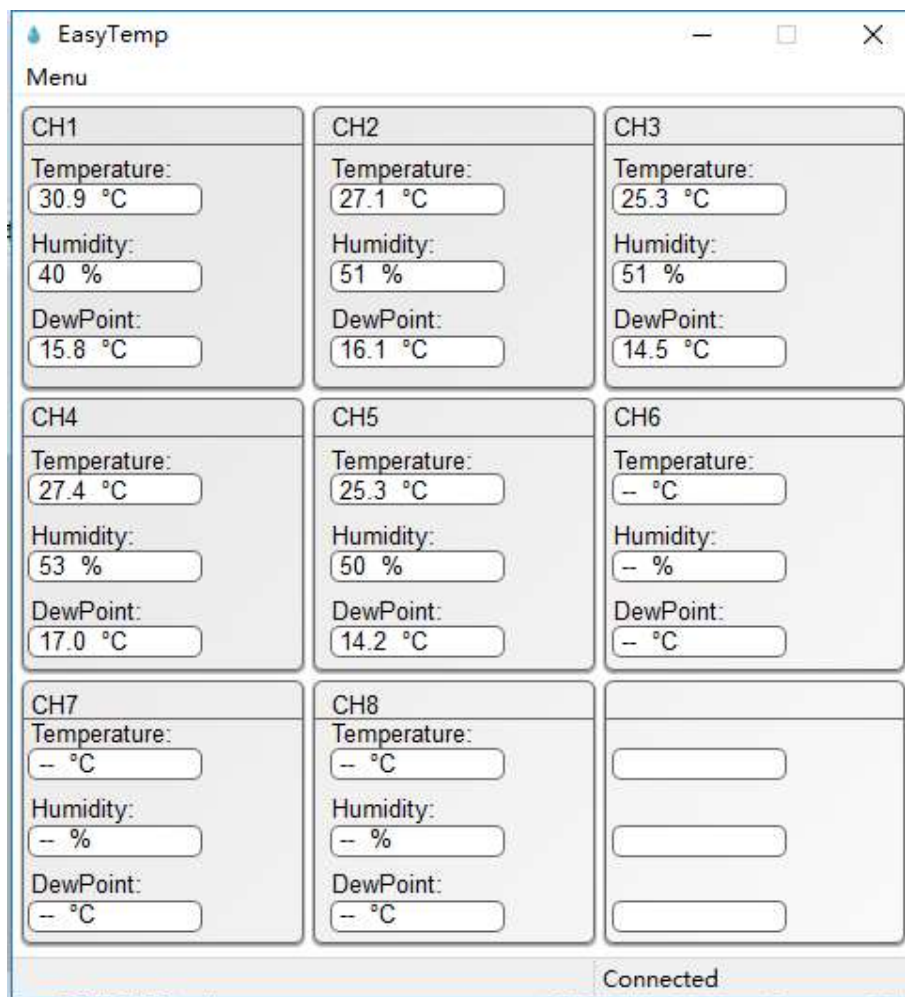 EasyTemp
Menu
CH1 CH2 CH3
Temperature: Temperature: Temperature:
30.9 °C 27.1 °C 25.3 °C
Humidity: Humidity: Humidity:
40 % 51 % 51 %
DewPoint: DewPoint: DewPoint:
15.8 °C 16.1 °C 14.5 °C
CH4 CH5 CH6
Temperature: Temperature: Temperature:
27.4 °C 25.3 °C -- °C
Humidity: Humidity: Humidity:
53 % 50 % -- %
DewPoint: DewPoint: DewPoint:
17.0 °C 14.2 °C -- °C
CH7 CH8
Temperature: Temperature:
-- °C -- °C
Humidity: Humidity:
-- % -- %
DewPoint: DewPoint:
-- °C -- °C
Connected